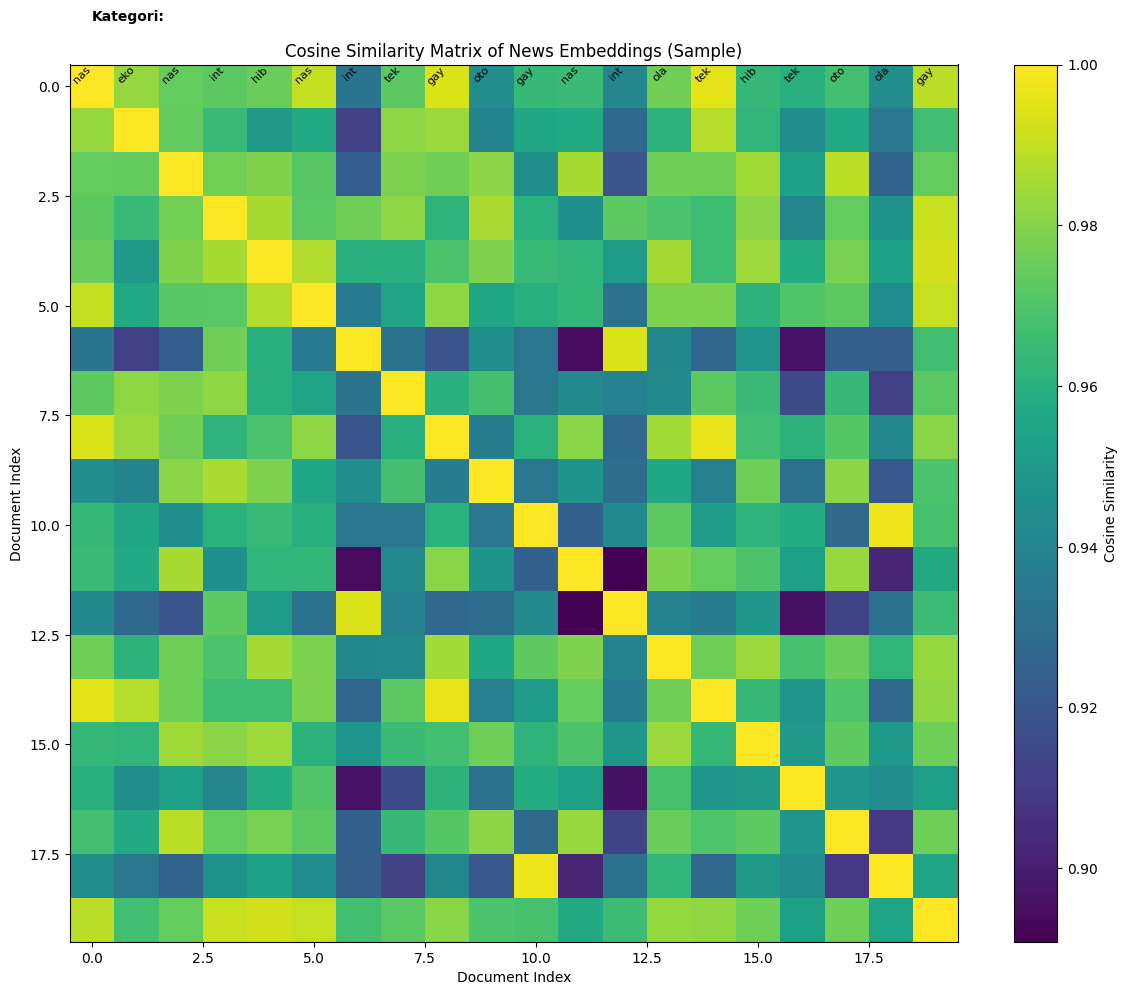 Kategori:
Cosine Similarity Matrix of News Embeddings (Sample)
nas eko nas int hib nas int tek gay oto gay nas int ola tek hib tek oto ola gay
0.0
2.5
5.0
7.5
10.0
12.5
15.0
17.5
Document Index
0.0 2.5 5.0 7.5 10.0 12.5 15.0 17.5
Document Index
1.00
0.98
0.96
0.94
0.92
0.90
Cosine Similarity